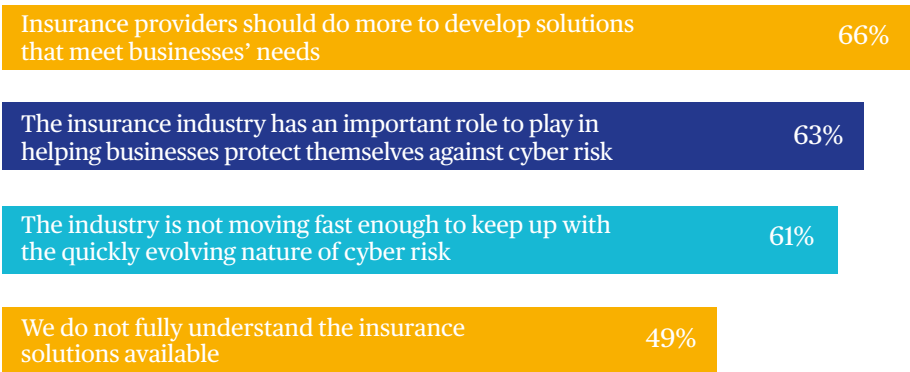 Insurance providers should do more to develop solutions
that meet businesses’ needs
66%
The insurance industry has an important role to play in
helping businesses protect themselves against cyber risk
63%
The industry is not moving fast enough to keep up with
the quickly evolving nature of cyber risk
61%
We do not fully understand the insurance
solutions available
49%